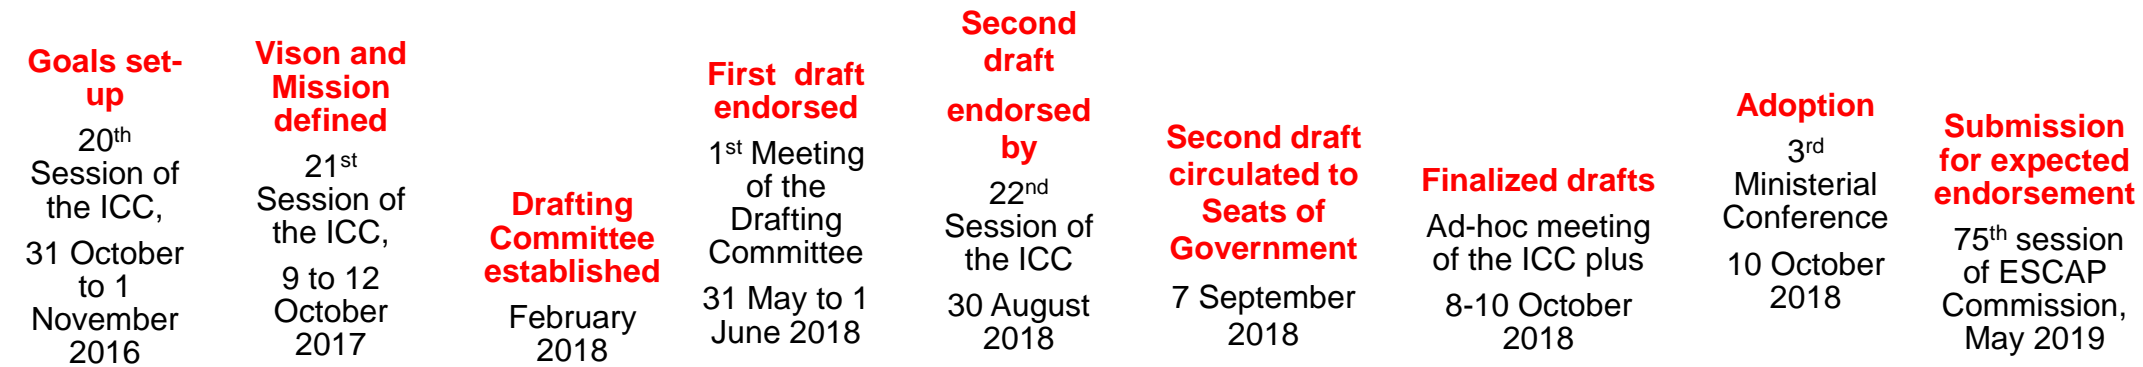 Goals set-
up
20th
Session of
the ICC,
31 October
to 1
November
2016
Vison and
Mission
defined
21st
Session of
the ICC,
9 to 12
October
2017
Drafting
Committee
established
February
2018
First draft
endorsed
1st Meeting
of the
Drafting
Committee
31 May to 1
June 2018
Second
draft
endorsed
by
22nd
Session of
the ICC
30 August
2018
Second draft
circulated to
Seats of
Government
7 September
2018
Finalized drafts
Ad-hoc meeting
of the ICC plus
8-10 October
2018
Adoption
3rd
Ministerial
Conference
10 October
2018
Submission
for expected
endorsement
75th session
of ESCAP
Commission,
May 2019